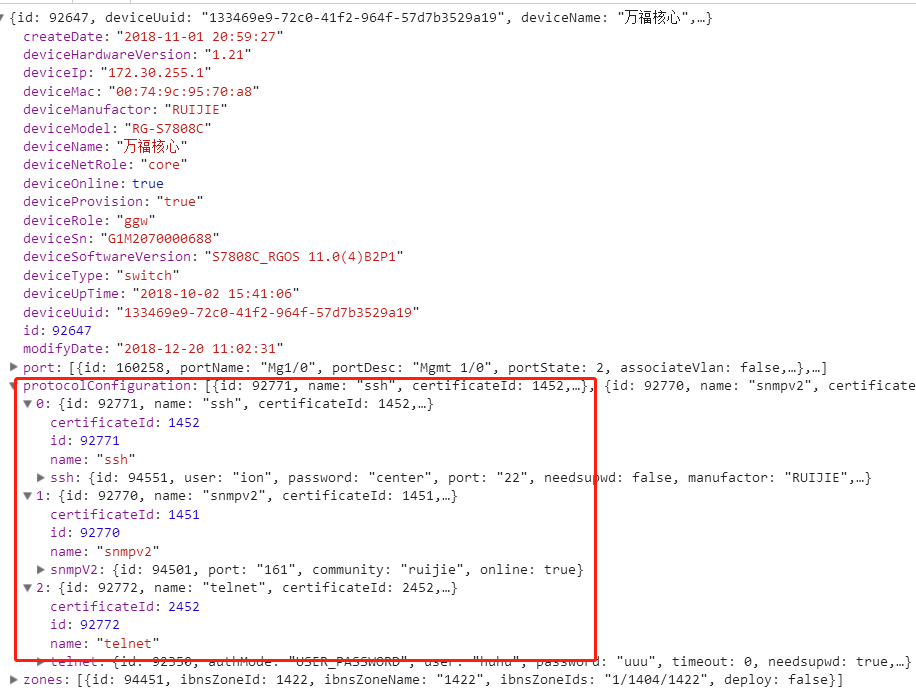 {id: 92647, deviceUuid: "133469e9-72c0-41f2-964f-57d7b3529a19", deviceName: "万福核心",…}
createDate: "2018-11-01 20:59:27"
deviceHardwareVersion: "1.21"
deviceIp: "172.30.255.1"
deviceMac: "00:74:9c:95:70:a8"
deviceManufactor: "RUIJIE"
deviceModel: "RG-S7808C"
deviceName: "万福核心"
deviceNetRole: "core"
deviceOnline: true
deviceProvision: "true"
deviceRole: "ggw"
deviceSn: "G1M2070000688"
deviceSoftwareVersion: "S7808C_RGOS 11.0(4)B2P1"
deviceType: "switch"
deviceUpTime: "2018-10-02 15:41:06"
deviceUuid: "133469e9-72c0-41f2-964f-57d7b3529a19"
id: 92647
modifyDate: "2018-12-20 11:02:31"
port: [{id: 160258, portName: "Mg1/0", portDesc: "Mgmt 1/0", portState: 2, associateVlan: false,…},…]
protocolConfiguration: [{id: 92771, name: "ssh", certificateId: 1452,…}, {id: 92770, name: "snmpv2", certificate
0: {id: 92771, name: "ssh", certificateId: 1452,…}
certificateId: 1452
id: 92771
name: "ssh"
ssh: {id: 94551, user: "ion", password: "center", port: "22", needsupwd: false, manufactor: "RUIJIE",…}
1: {id: 92770, name: "snmpv2", certificateId: 1451,…}
certificateId: 1451
id: 92770
name: "snmpv2"
snmpV2: {id: 94501, port: "161", community: "ruijie", online: true}
2: {id: 92772, name: "telnet", certificateId: 2452,…}
certificateId: 2452
id: 92772
name: "telnet"
telnet: {id: 92350, authMode: "USER_PASSWORD", user: "huhu", password: "uuu", timeout: 0, needsupwd: true,…}
zones: [{id: 94451, ibnsZoneId: 1422, ibnsZoneName: "1422", ibnsZoneIds: "1/1404/1422", deploy: false}]